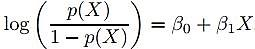 log ( p(X) / (1 − p(X)) ) = β₀ + β₁X